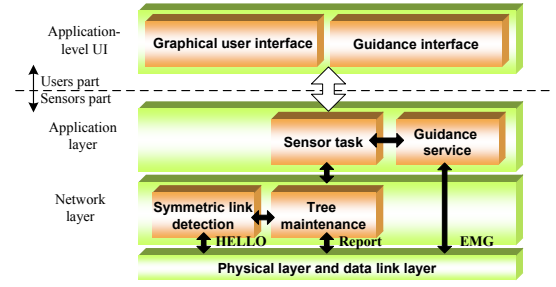 Application-
level UI
Graphical user interface
Guidance interface
Users part
Sensors part
Application
layer
Sensor task
Guidance
service
Network
layer
Symmetric link
detection
Tree
maintenance
HELLO
Report
EMG
Physical layer and data link layer